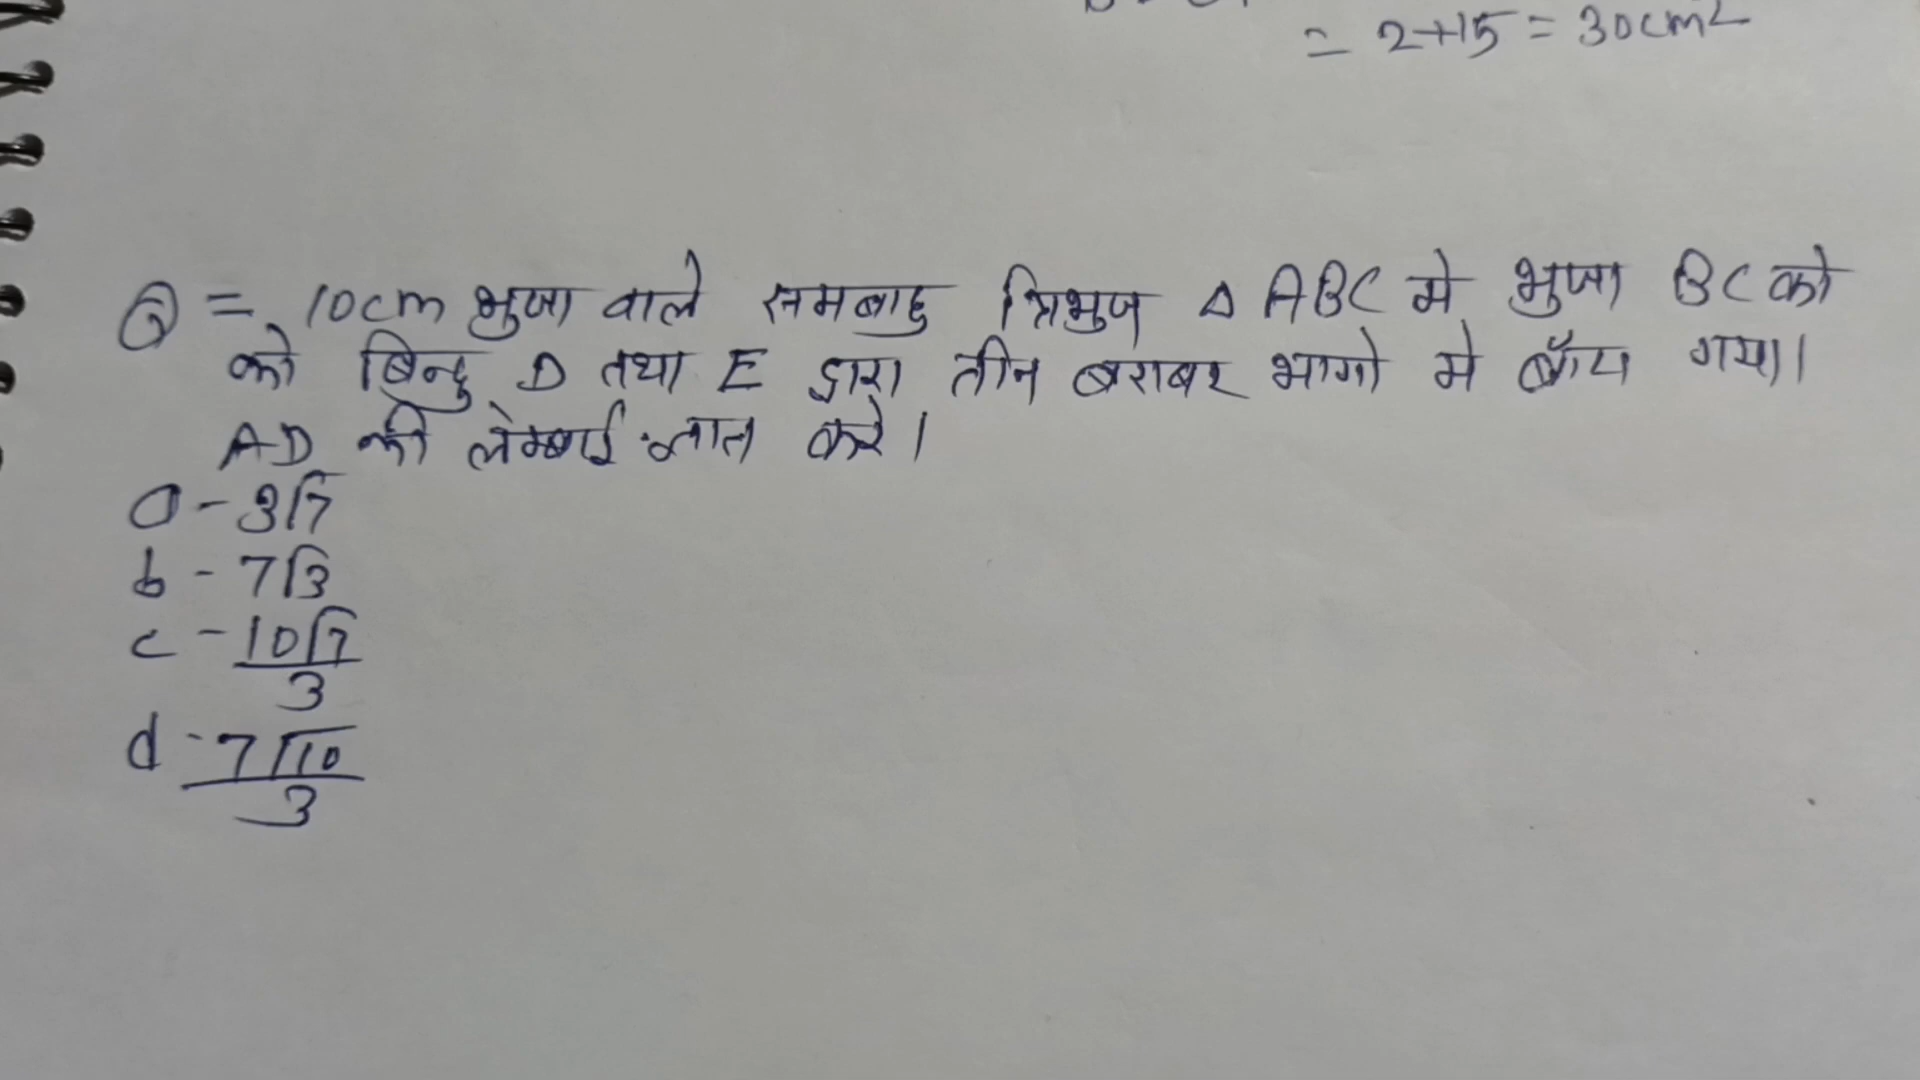 = 2+15 = 30cm²
Q = 10cm भुजा वाले समबाहु त्रिभुज Δ ABC मे भुजा BC को
को बिन्दु D तथा E द्वारा तीन बराबर भागो मे बॉटा गया।
AD की लम्बाई ज्ञात करे।
a - 3√7
b - 7√3
c - 10√7
3
d - 7√10
3